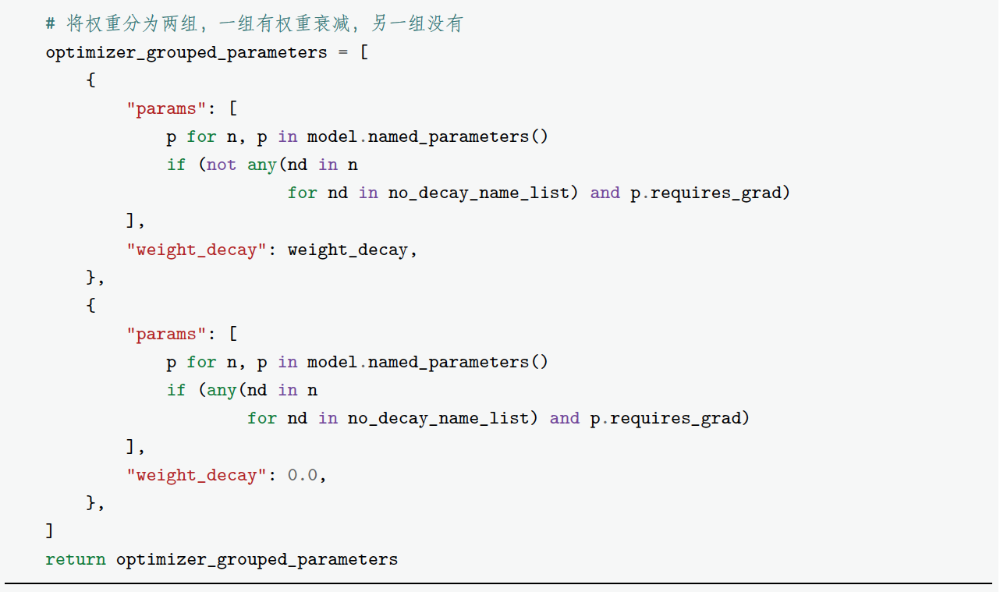 # 将权重分为两组，一组有权重衰减，另一组没有
optimizer_grouped_parameters = [
    {
        "params": [
            p for n, p in model.named_parameters()
            if (not any(nd in n
                        for nd in no_decay_name_list) and p.requires_grad)
        ],
        "weight_decay": weight_decay,
    },
    {
        "params": [
            p for n, p in model.named_parameters()
            if (any(nd in n
                    for nd in no_decay_name_list) and p.requires_grad)
        ],
        "weight_decay": 0.0,
    },
]
return optimizer_grouped_parameters